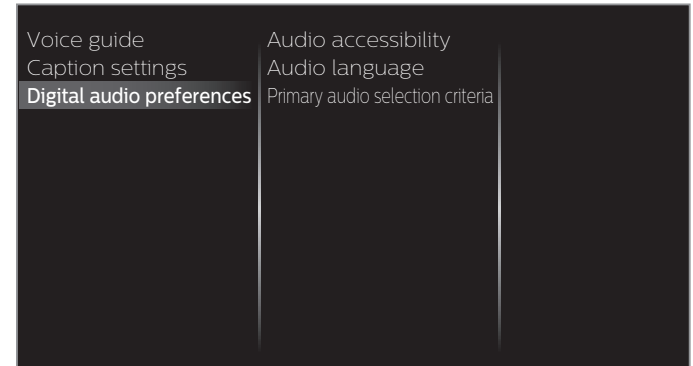 Voice guide
Caption settings
Digital audio preferences
Audio accessibility
Audio language
Primary audio selection criteria